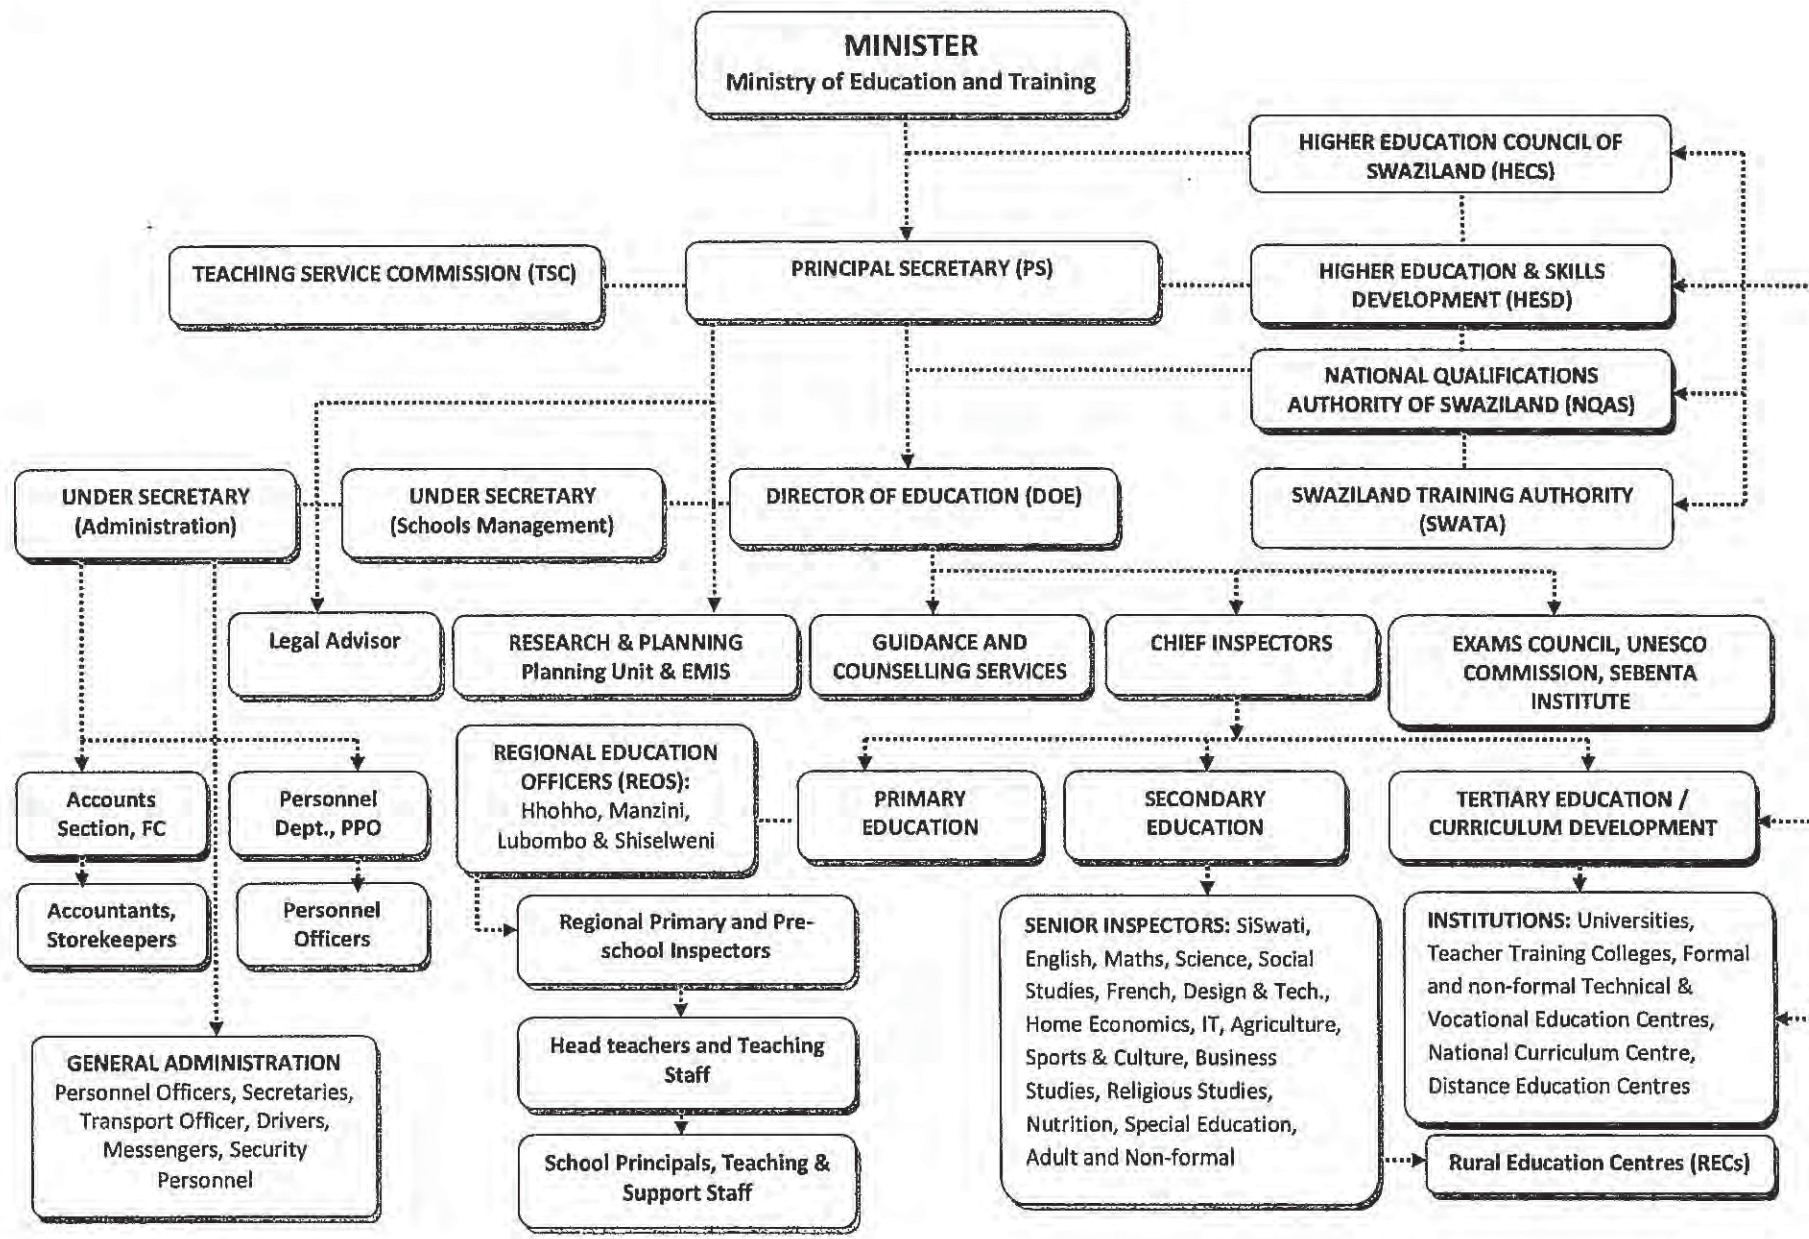 MINISTER
Ministry of Education and Training
HIGHER EDUCATION COUNCIL OF
SWAZILAND (HECS)
TEACHING SERVICE COMMISSION (TSC)
PRINCIPAL SECRETARY (PS)
HIGHER EDUCATION & SKILLS
DEVELOPMENT (HESD)
NATIONAL QUALIFICATIONS
AUTHORITY OF SWAZILAND (NQAS)
UNDER SECRETARY
(Administration)
UNDER SECRETARY
(Schools Management)
DIRECTOR OF EDUCATION (DOE)
SWAZILAND TRAINING AUTHORITY
(SWATA)
Legal Advisor
RESEARCH & PLANNING
Planning Unit & EMIS
GUIDANCE AND
COUNSELLING SERVICES
CHIEF INSPECTORS
EXAMS COUNCIL, UNESCO
COMMISSION, SEBENTA
INSTITUTE
Accounts
Section, FC
Personnel
Dept., PPO
REGIONAL EDUCATION
OFFICERS (REOS):
Hhohho, Manzini,
Lubombo & Shiselweni
PRIMARY
EDUCATION
SECONDARY
EDUCATION
TERTIARY EDUCATION /
CURRICULUM DEVELOPMENT
Accountants,
Storekeepers
Personnel
Officers
Regional Primary and Pre-
school Inspectors
SENIOR INSPECTORS: SiSwati,
English, Maths, Science, Social
Studies, French, Design & Tech.,
Home Economics, IT, Agriculture,
Sports & Culture, Business
Studies, Religious Studies,
Nutrition, Special Education,
Adult and Non-formal
INSTITUTIONS: Universities,
Teacher Training Colleges, Formal
and non-formal Technical &
Vocational Education Centres,
National Curriculum Centre,
Distance Education Centres
GENERAL ADMINISTRATION
Personnel Officers, Secretaries,
Transport Officer, Drivers,
Messengers, Security
Personnel
Head teachers and Teaching
Staff
School Principals, Teaching &
Support Staff
Rural Education Centres (RECs)